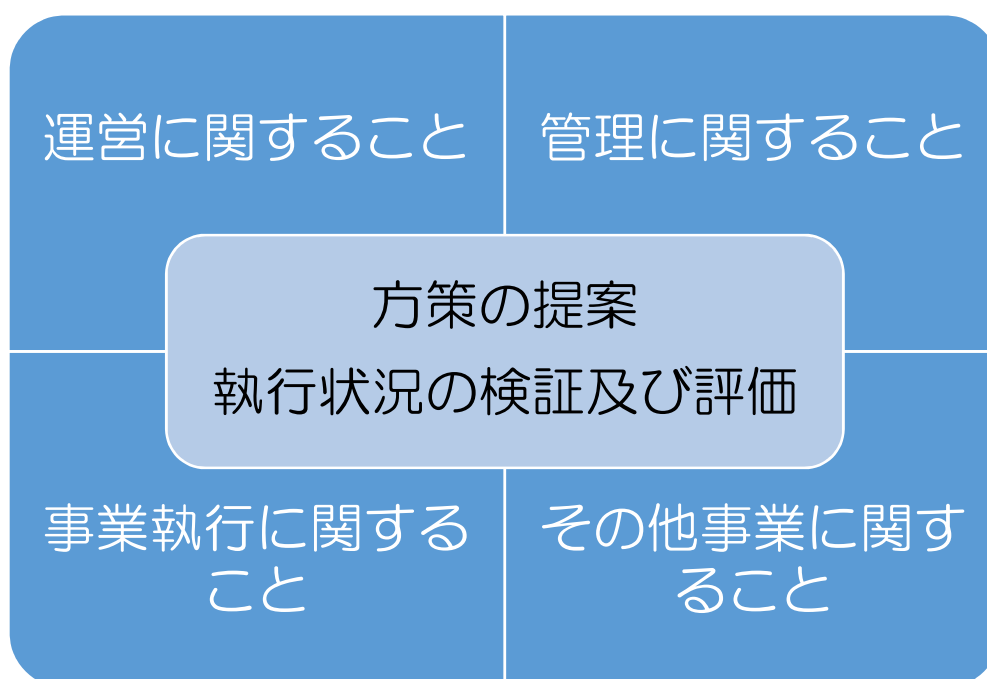 運営に関すること
管理に関すること
方策の提案
執行状況の検証及び評価
事業執行に関する
こと
その他事業に関す
ること